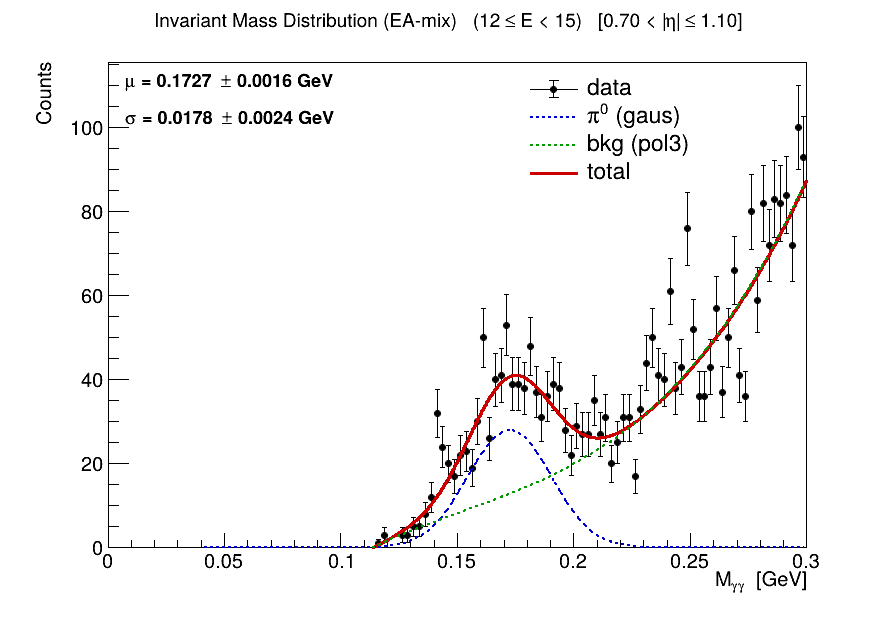 Invariant Mass Distribution (EA-mix) (12 ≤ E < 15) [0.70 < |η| ≤ 1.10]
μ = 0.1727 ± 0.0016 GeV
σ = 0.0178 ± 0.0024 GeV
data
π⁰ (gaus)
bkg (pol3)
total
Counts
100
80
60
40
20
0
0 0.05 0.1 0.15 0.2 0.25 0.3
Mγγ [GeV]